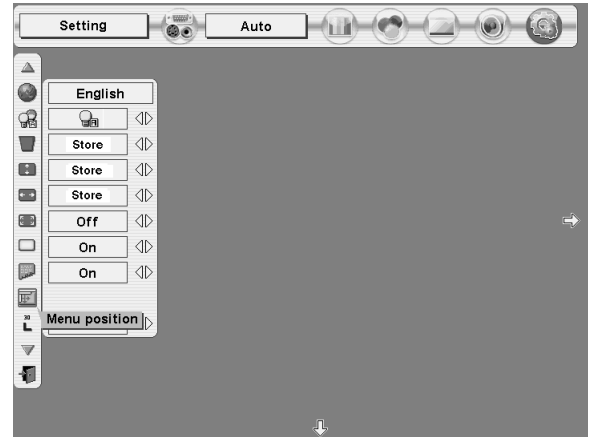 Setting
Auto
English
Store
Store
Store
Off
On
On
Menu position